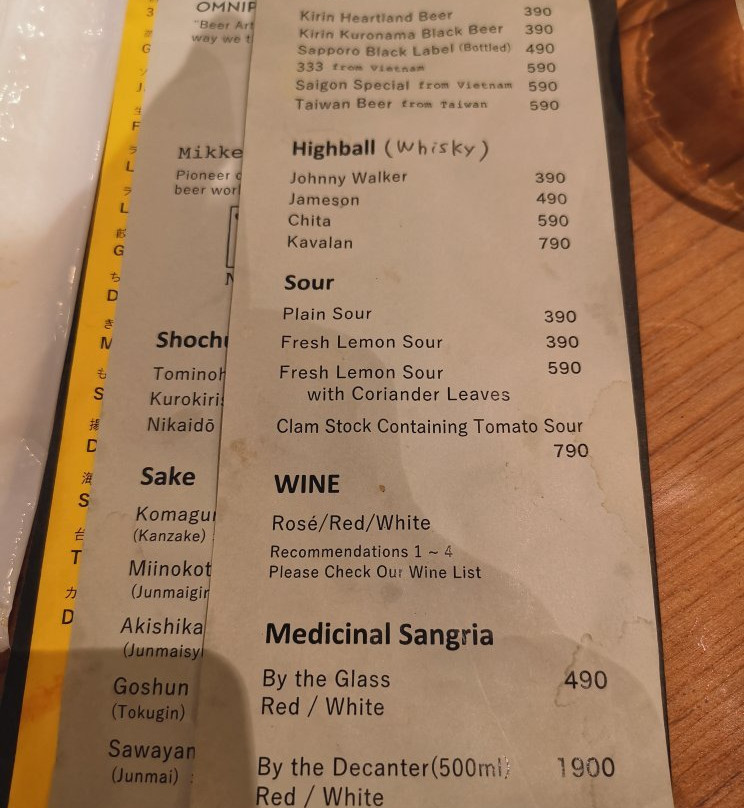 OMNIP
"Beer Art
way we t
Mikke
Pioneer
beer worl
Shoch
Tominoh
Kurokiri
Nikaidō
Sake
Komagu
(Kanzake)
Miinokot
(Junmaigin
Akishika
(Junmaisy
Goshun
(Tokugin)
Sawayan
(Junmai)
Kirin Heartland Beer 390
Kirin Kuronama Black Beer 390
Sapporo Black Label (Bottled) 490
333 from Vietnam 590
Saigon Special from Vietnam 590
Taiwan Beer from Taiwan 590
Highball (Whisky)
Johnny Walker 390
Jameson 490
Chita 590
Kavalan 790
Sour
Plain Sour 390
Fresh Lemon Sour 390
Fresh Lemon Sour 590
with Coriander Leaves
Clam Stock Containing Tomato Sour
790
WINE
Rosé/Red/White
Recommendations 1 ~ 4
Please Check Our Wine List
Medicinal Sangria
By the Glass 490
Red / White
By the Decanter(500ml) 1900
Red / White